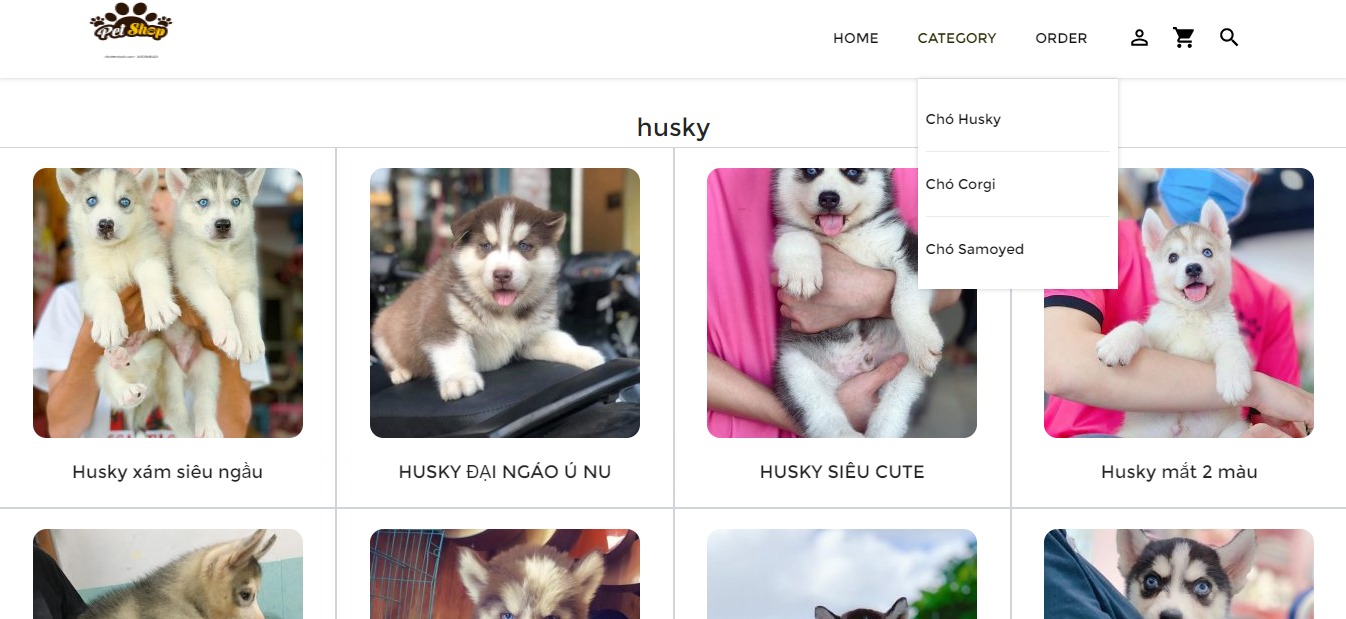 Pet Shop
HOME
CATEGORY
ORDER
Chó Husky
Chó Corgi
Chó Samoyed
husky
Husky xám siêu ngầu
HUSKY ĐẠI NGÁO Ú NU
HUSKY SIÊU CUTE
Husky mắt 2 màu